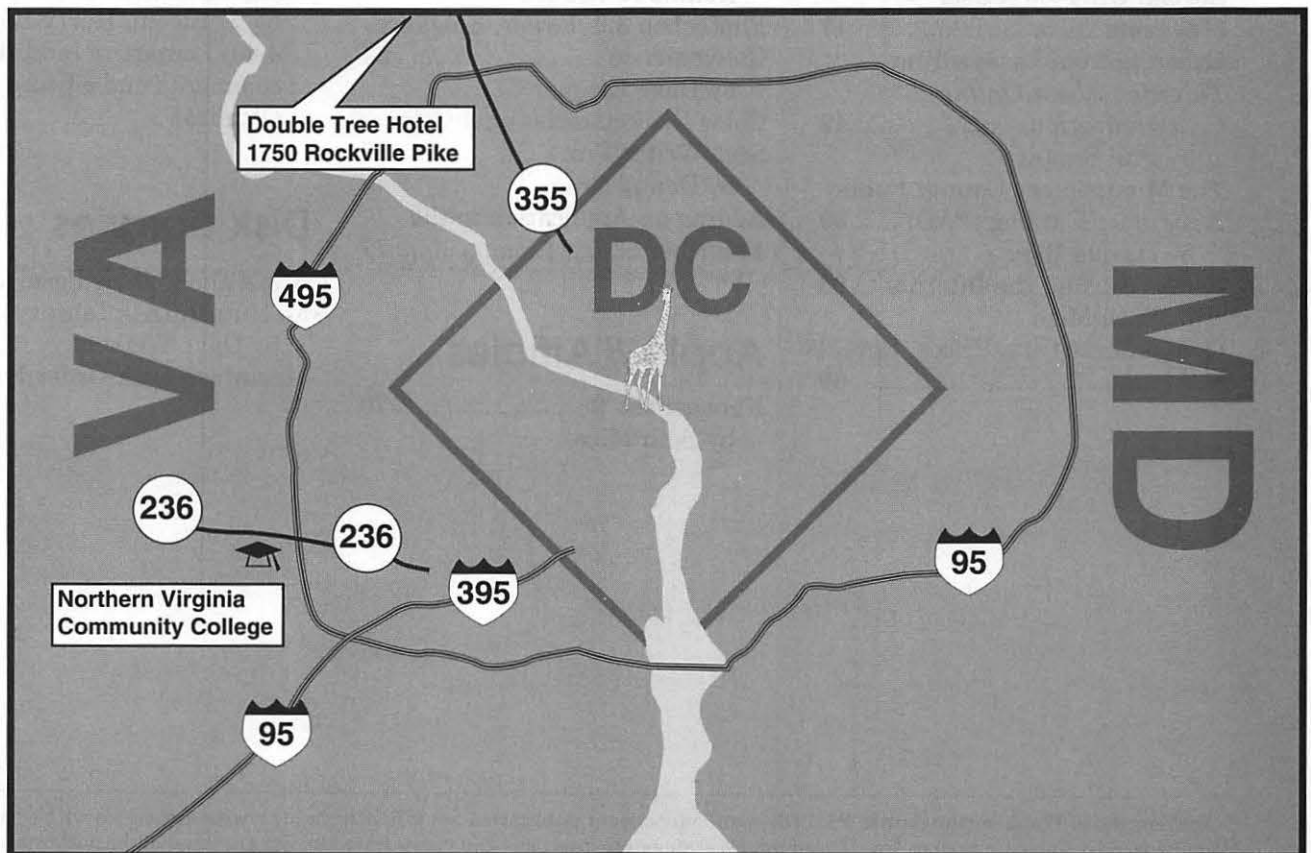 Double Tree Hotel
1750 Rockville Pike
355
DC
VA
495
MD
236
236
395
95
Northern Virginia
Community College
95